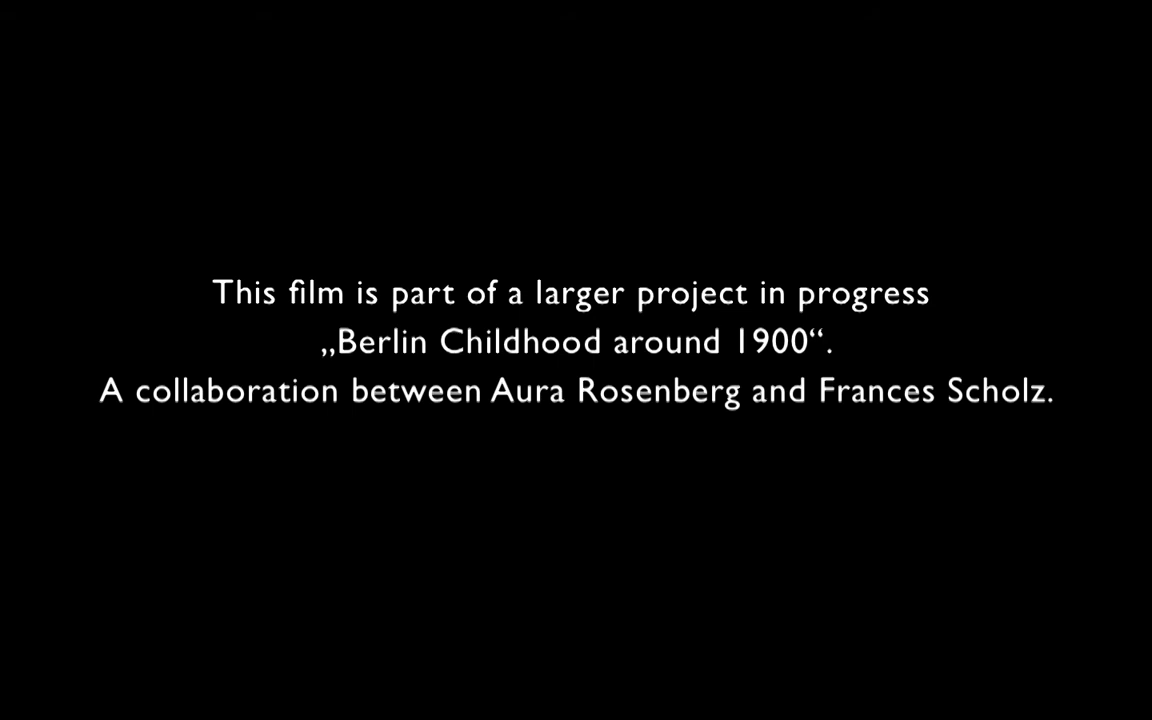 This film is part of a larger project in progress
„Berlin Childhood around 1900“.
A collaboration between Aura Rosenberg and Frances Scholz.